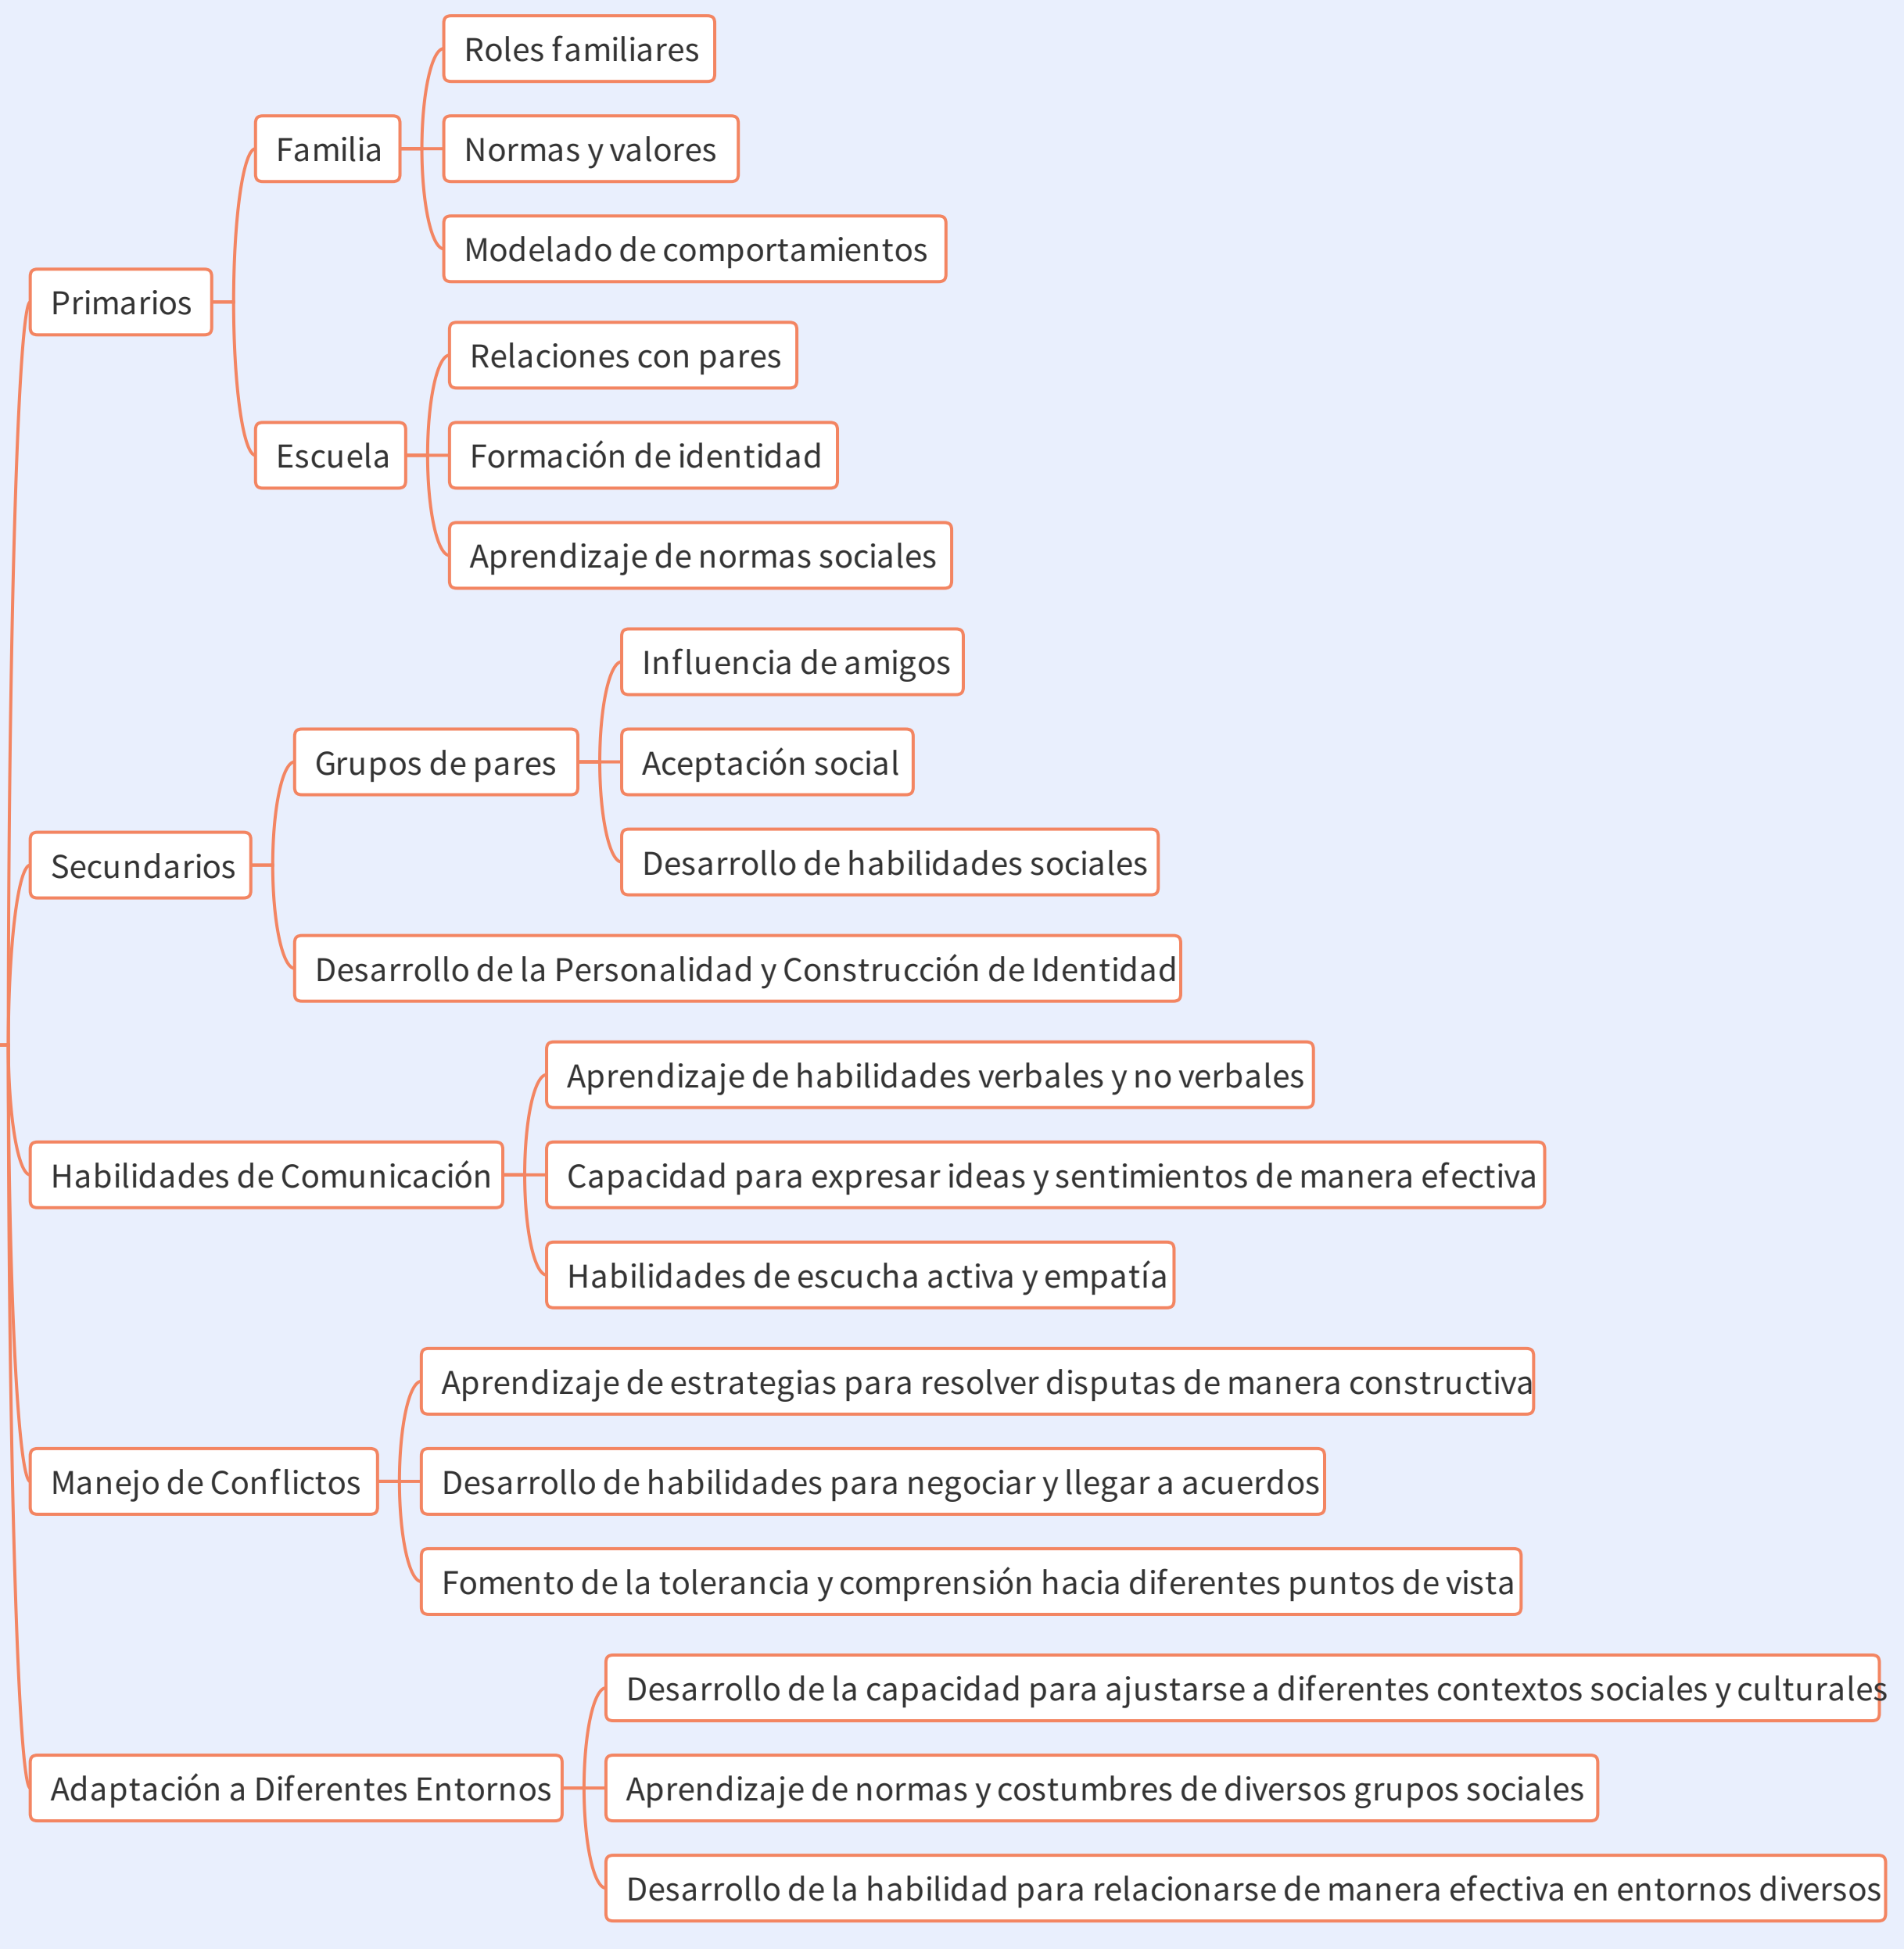 Roles familiares
Familia
Normas y valores
Modelado de comportamientos
Primarios
Relaciones con pares
Escuela
Formación de identidad
Aprendizaje de normas sociales
Influencia de amigos
Grupos de pares
Aceptación social
Desarrollo de habilidades sociales
Secundarios
Desarrollo de la Personalidad y Construcción de Identidad
Aprendizaje de habilidades verbales y no verbales
Habilidades de Comunicación
Capacidad para expresar ideas y sentimientos de manera efectiva
Habilidades de escucha activa y empatía
Aprendizaje de estrategias para resolver disputas de manera constructiva
Manejo de Conflictos
Desarrollo de habilidades para negociar y llegar a acuerdos
Fomento de la tolerancia y comprensión hacia diferentes puntos de vista
Desarrollo de la capacidad para ajustarse a diferentes contextos sociales y culturales
Adaptación a Diferentes Entornos
Aprendizaje de normas y costumbres de diversos grupos sociales
Desarrollo de la habilidad para relacionarse de manera efectiva en entornos diversos